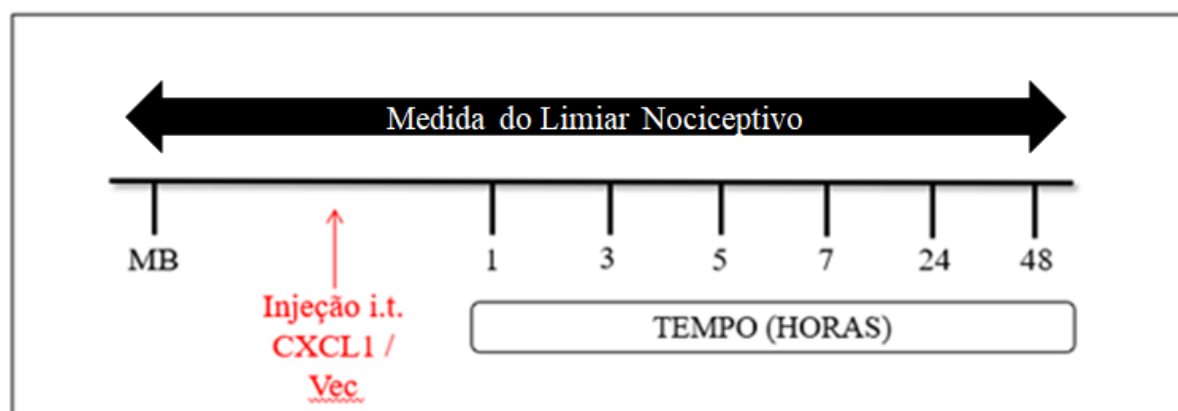 Medida do Limiar Nociceptivo
MB
1 3 5 7 24 48
Injeção i.t.
CXCL1 /
Vec
TEMPO (HORAS)